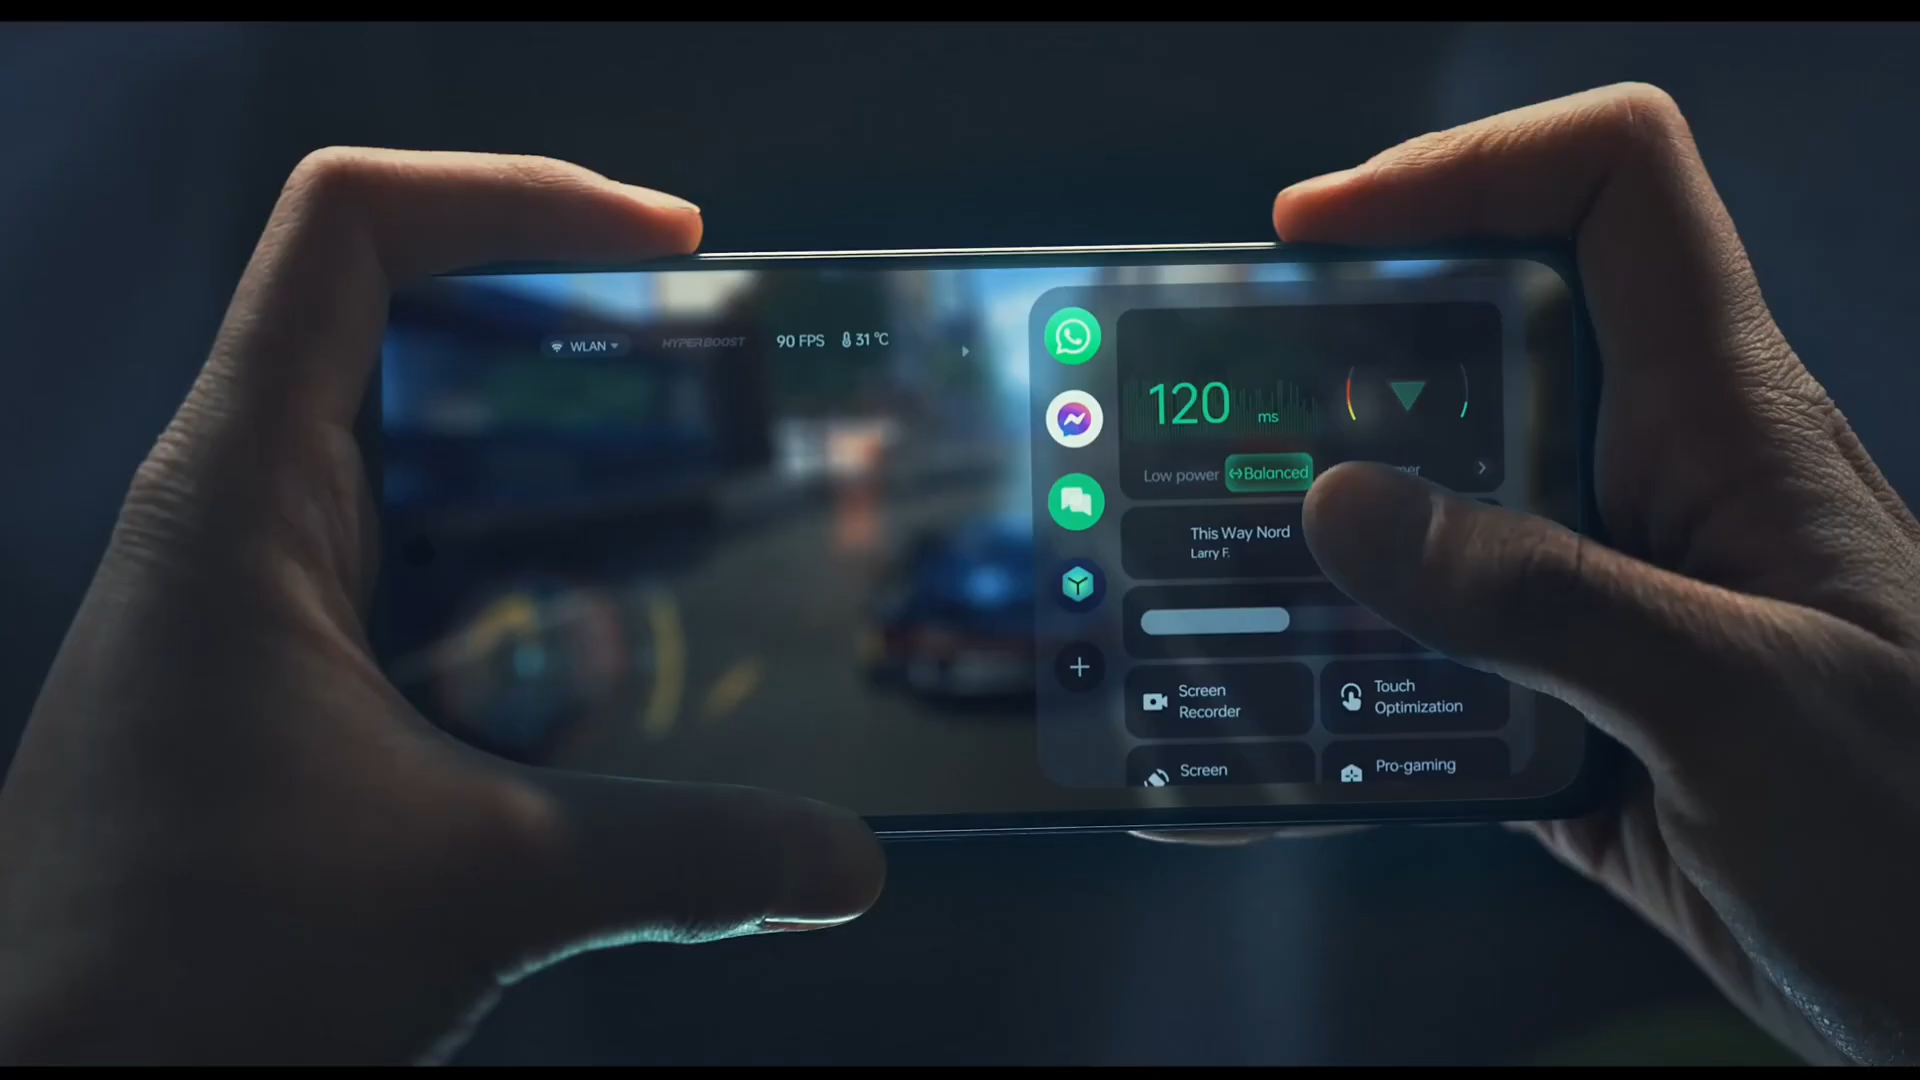 WLAN
HYPERBOOST
90 FPS
31 °C
120 ms
Low power
Balanced
This Way Nord
Larry F.
Screen
Recorder
Touch
Optimization
Screen
Pro-gaming